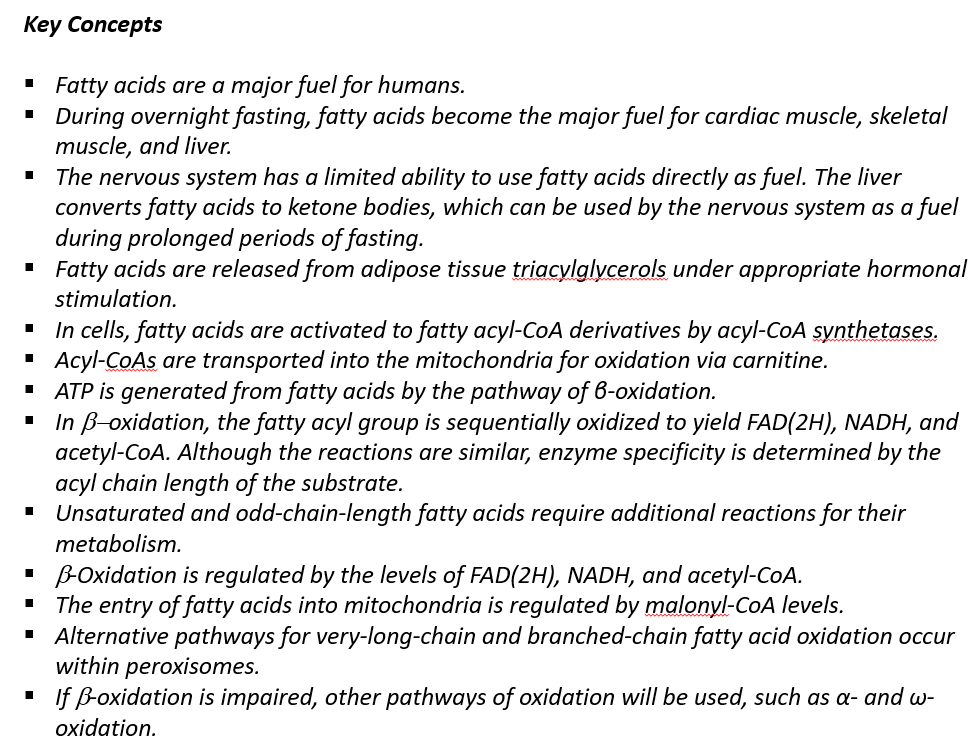 Key Concepts
▪ Fatty acids are a major fuel for humans.
▪ During overnight fasting, fatty acids become the major fuel for cardiac muscle, skeletal
muscle, and liver.
▪ The nervous system has a limited ability to use fatty acids directly as fuel. The liver
converts fatty acids to ketone bodies, which can be used by the nervous system as a fuel
during prolonged periods of fasting.
▪ Fatty acids are released from adipose tissue triacylglycerols under appropriate hormonal
stimulation.
▪ In cells, fatty acids are activated to fatty acyl-CoA derivatives by acyl-CoA synthetases.
▪ Acyl-CoAs are transported into the mitochondria for oxidation via carnitine.
▪ ATP is generated from fatty acids by the pathway of β-oxidation.
▪ In β–oxidation, the fatty acyl group is sequentially oxidized to yield FAD(2H), NADH, and
acetyl-CoA. Although the reactions are similar, enzyme specificity is determined by the
acyl chain length of the substrate.
▪ Unsaturated and odd-chain-length fatty acids require additional reactions for their
metabolism.
▪ β-Oxidation is regulated by the levels of FAD(2H), NADH, and acetyl-CoA.
▪ The entry of fatty acids into mitochondria is regulated by malonyl-CoA levels.
▪ Alternative pathways for very-long-chain and branched-chain fatty acid oxidation occur
within peroxisomes.
▪ If β-oxidation is impaired, other pathways of oxidation will be used, such as α- and ω-
oxidation.